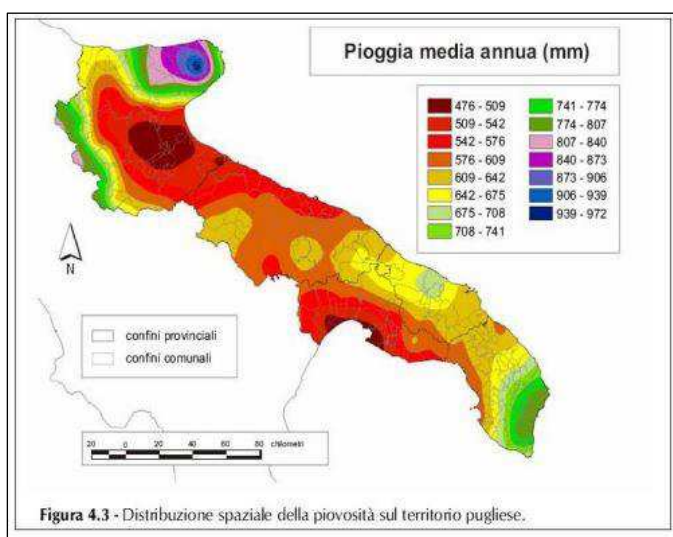 Pioggia media annua (mm)
476 - 509
509 - 542
542 - 576
576 - 609
609 - 642
642 - 675
675 - 708
708 - 741
741 - 774
774 - 807
807 - 840
840 - 873
873 - 906
906 - 939
939 - 972
N
confini provinciali
confini comunali
20 0 20 40 60 80 chilometri
Figura 4.3 - Distribuzione spaziale della piovosità sul territorio pugliese.